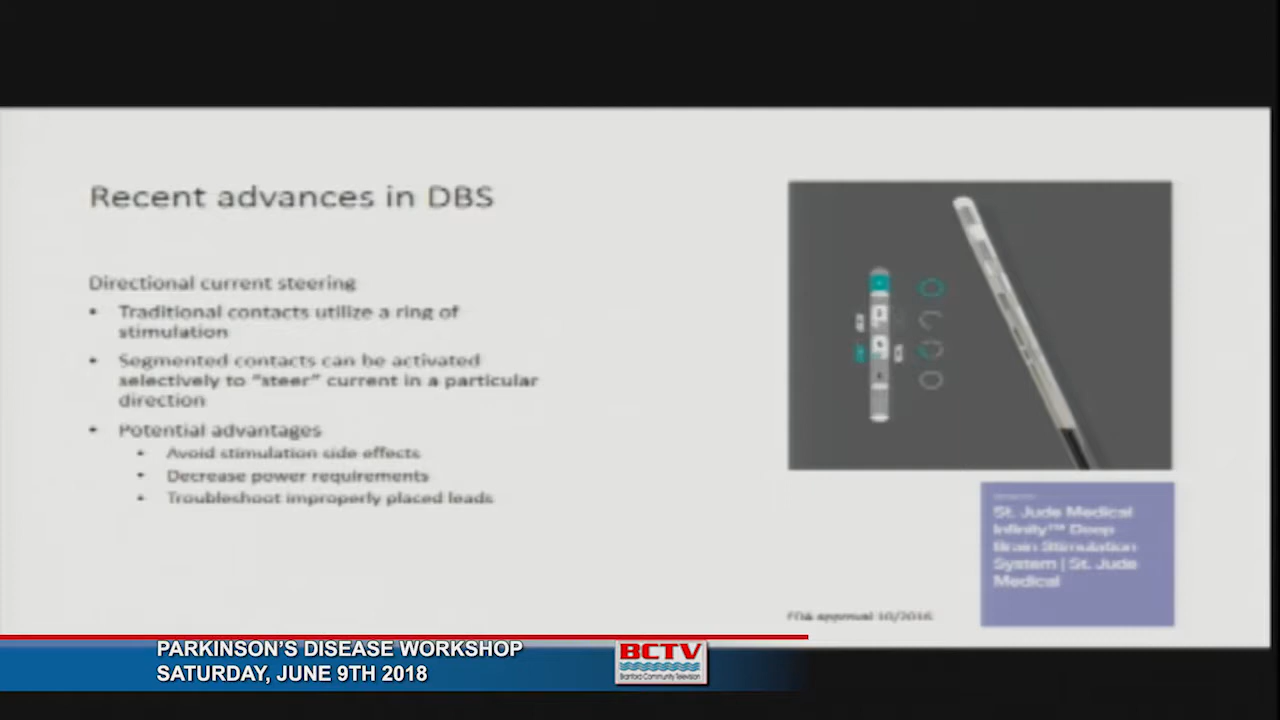 Recent advances in DBS
Directional current steering
• Traditional contacts utilize a ring of
stimulation
• Segmented contacts can be activated
selectively to “steer” current in a particular
direction
• Potential advantages
• Avoid stimulation side effects
• Decrease power requirements
• Troubleshoot improperly placed leads
St. Jude Medical
Infinity™ Deep
Brain Stimulation
System | St. Jude
Medical
FDA approval 10/2016
PARKINSON’S DISEASE WORKSHOP
SATURDAY, JUNE 9TH 2018
BCTV
Branford Community Television